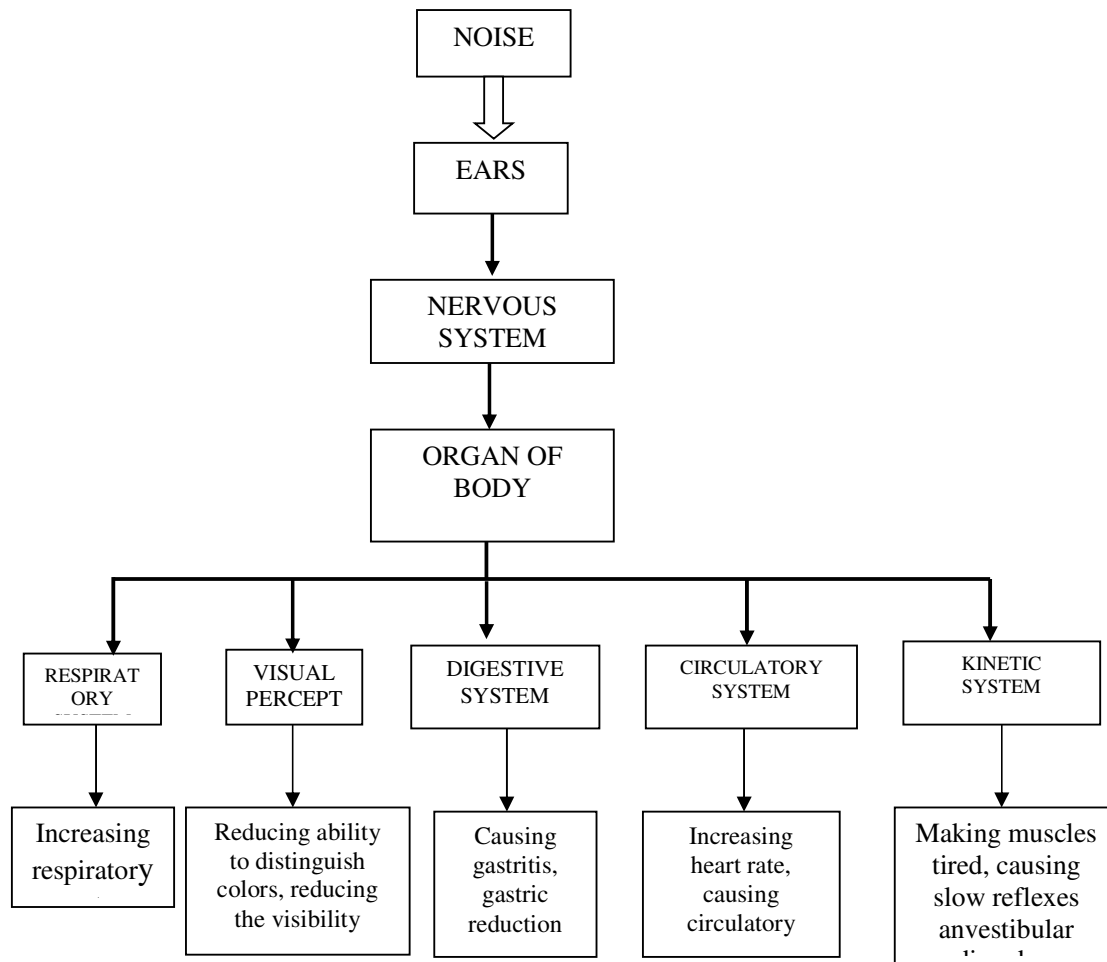 NOISE
EARS
NERVOUS
SYSTEM
ORGAN OF
BODY
RESPIRAT
ORY
VISUAL
PERCEPT
DIGESTIVE
SYSTEM
CIRCULATORY
SYSTEM
KINETIC
SYSTEM
Increasing
respiratory
Reducing ability
to distinguish
colors, reducing
the visibility
Causing
gastritis,
gastric
reduction
Increasing
heart rate,
causing
circulatory
Making muscles
tired, causing
slow reflexes
anvestibular